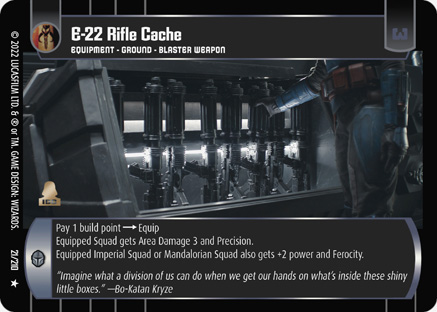 E-22 Rifle Cache
EQUIPMENT • GROUND • BLASTER WEAPON
Pay 1 build point → Equip
Equipped Squad gets Area Damage 3 and Precision.
Equipped Imperial Squad or Mandalorian Squad also gets +2 power and Ferocity.
"Imagine what a division of us can do when we get our hands on what's inside these shiny
little boxes." —Bo-Katan Kryze
© 2022 LUCASFILM LTD. & ® or TM. GAME DESIGN: WIZARDS.
21/210